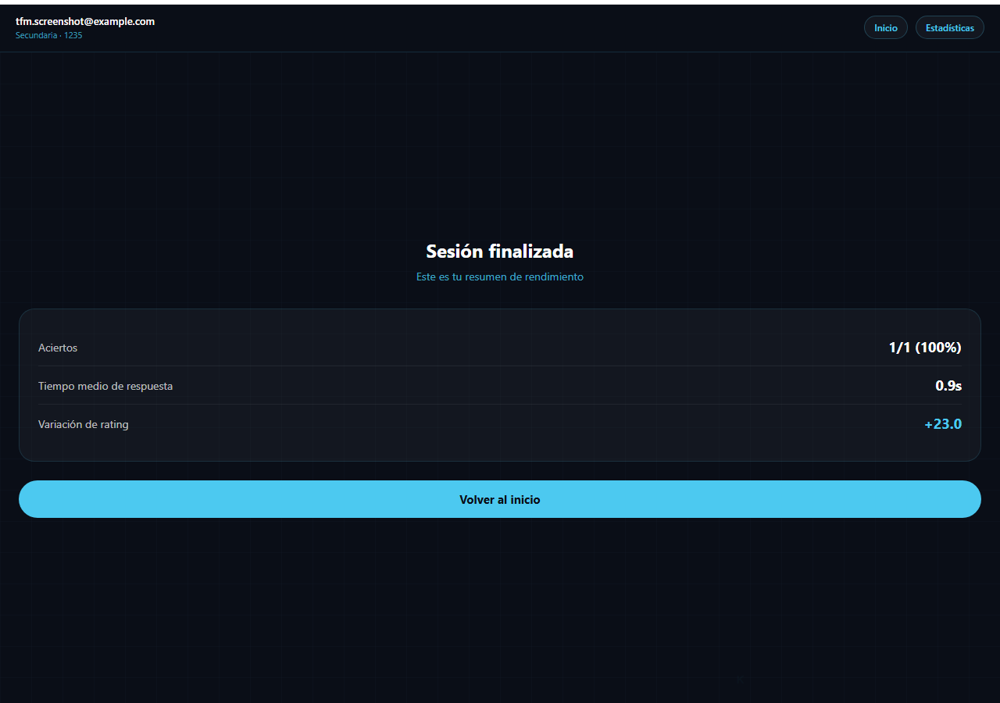 tfm.screenshot@example.com
Secundaria · 1235
Inicio
Estadísticas
Sesión finalizada
Este es tu resumen de rendimiento
Aciertos
1/1 (100%)
Tiempo medio de respuesta
0.9s
Variación de rating
+23.0
Volver al inicio